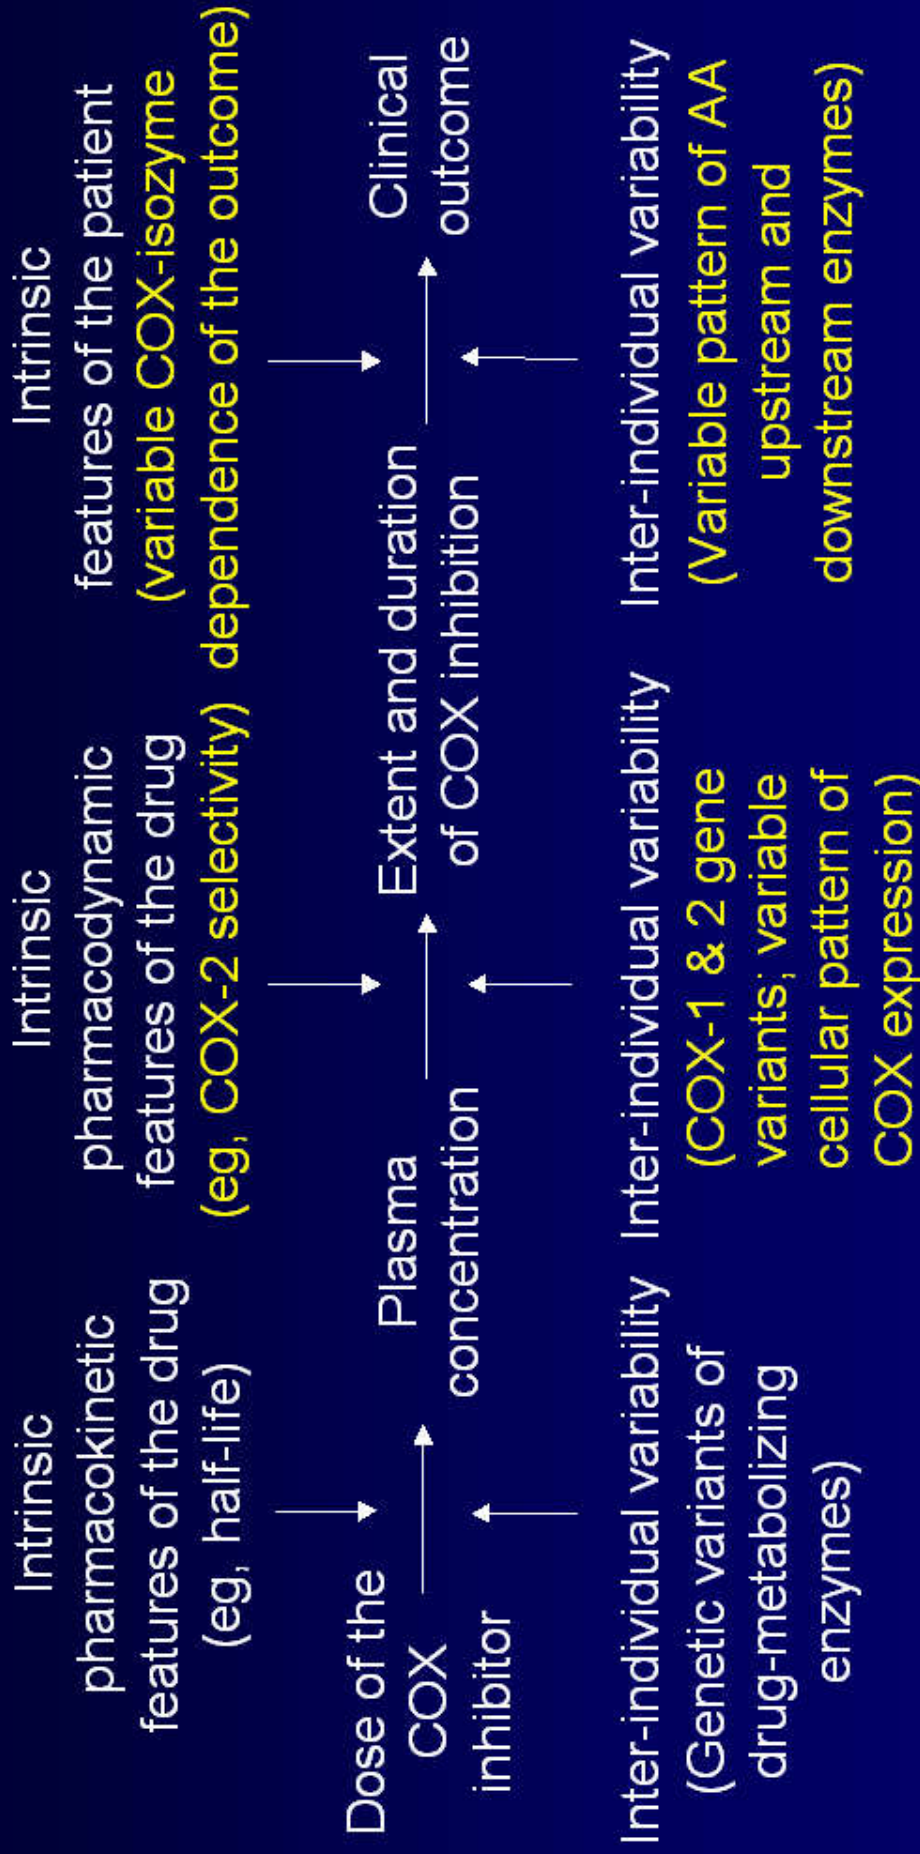 Intrinsic
pharmacokinetic
features of the drug
(eg, half-life)
Intrinsic
pharmacodynamic
features of the drug
(eg, COX-2 selectivity)
Intrinsic
features of the patient
(variable COX-isozyme
dependence of the outcome)
Dose of the
COX
inhibitor
Plasma
concentration
Extent and duration
of COX inhibition
Clinical
outcome
Inter-individual variability
(Genetic variants of
drug-metabolizing
enzymes)
Inter-individual variability
(COX-1 & 2 gene
variants; variable
cellular pattern of
COX expression)
Inter-individual variability
(Variable pattern of AA
upstream and
downstream enzymes)